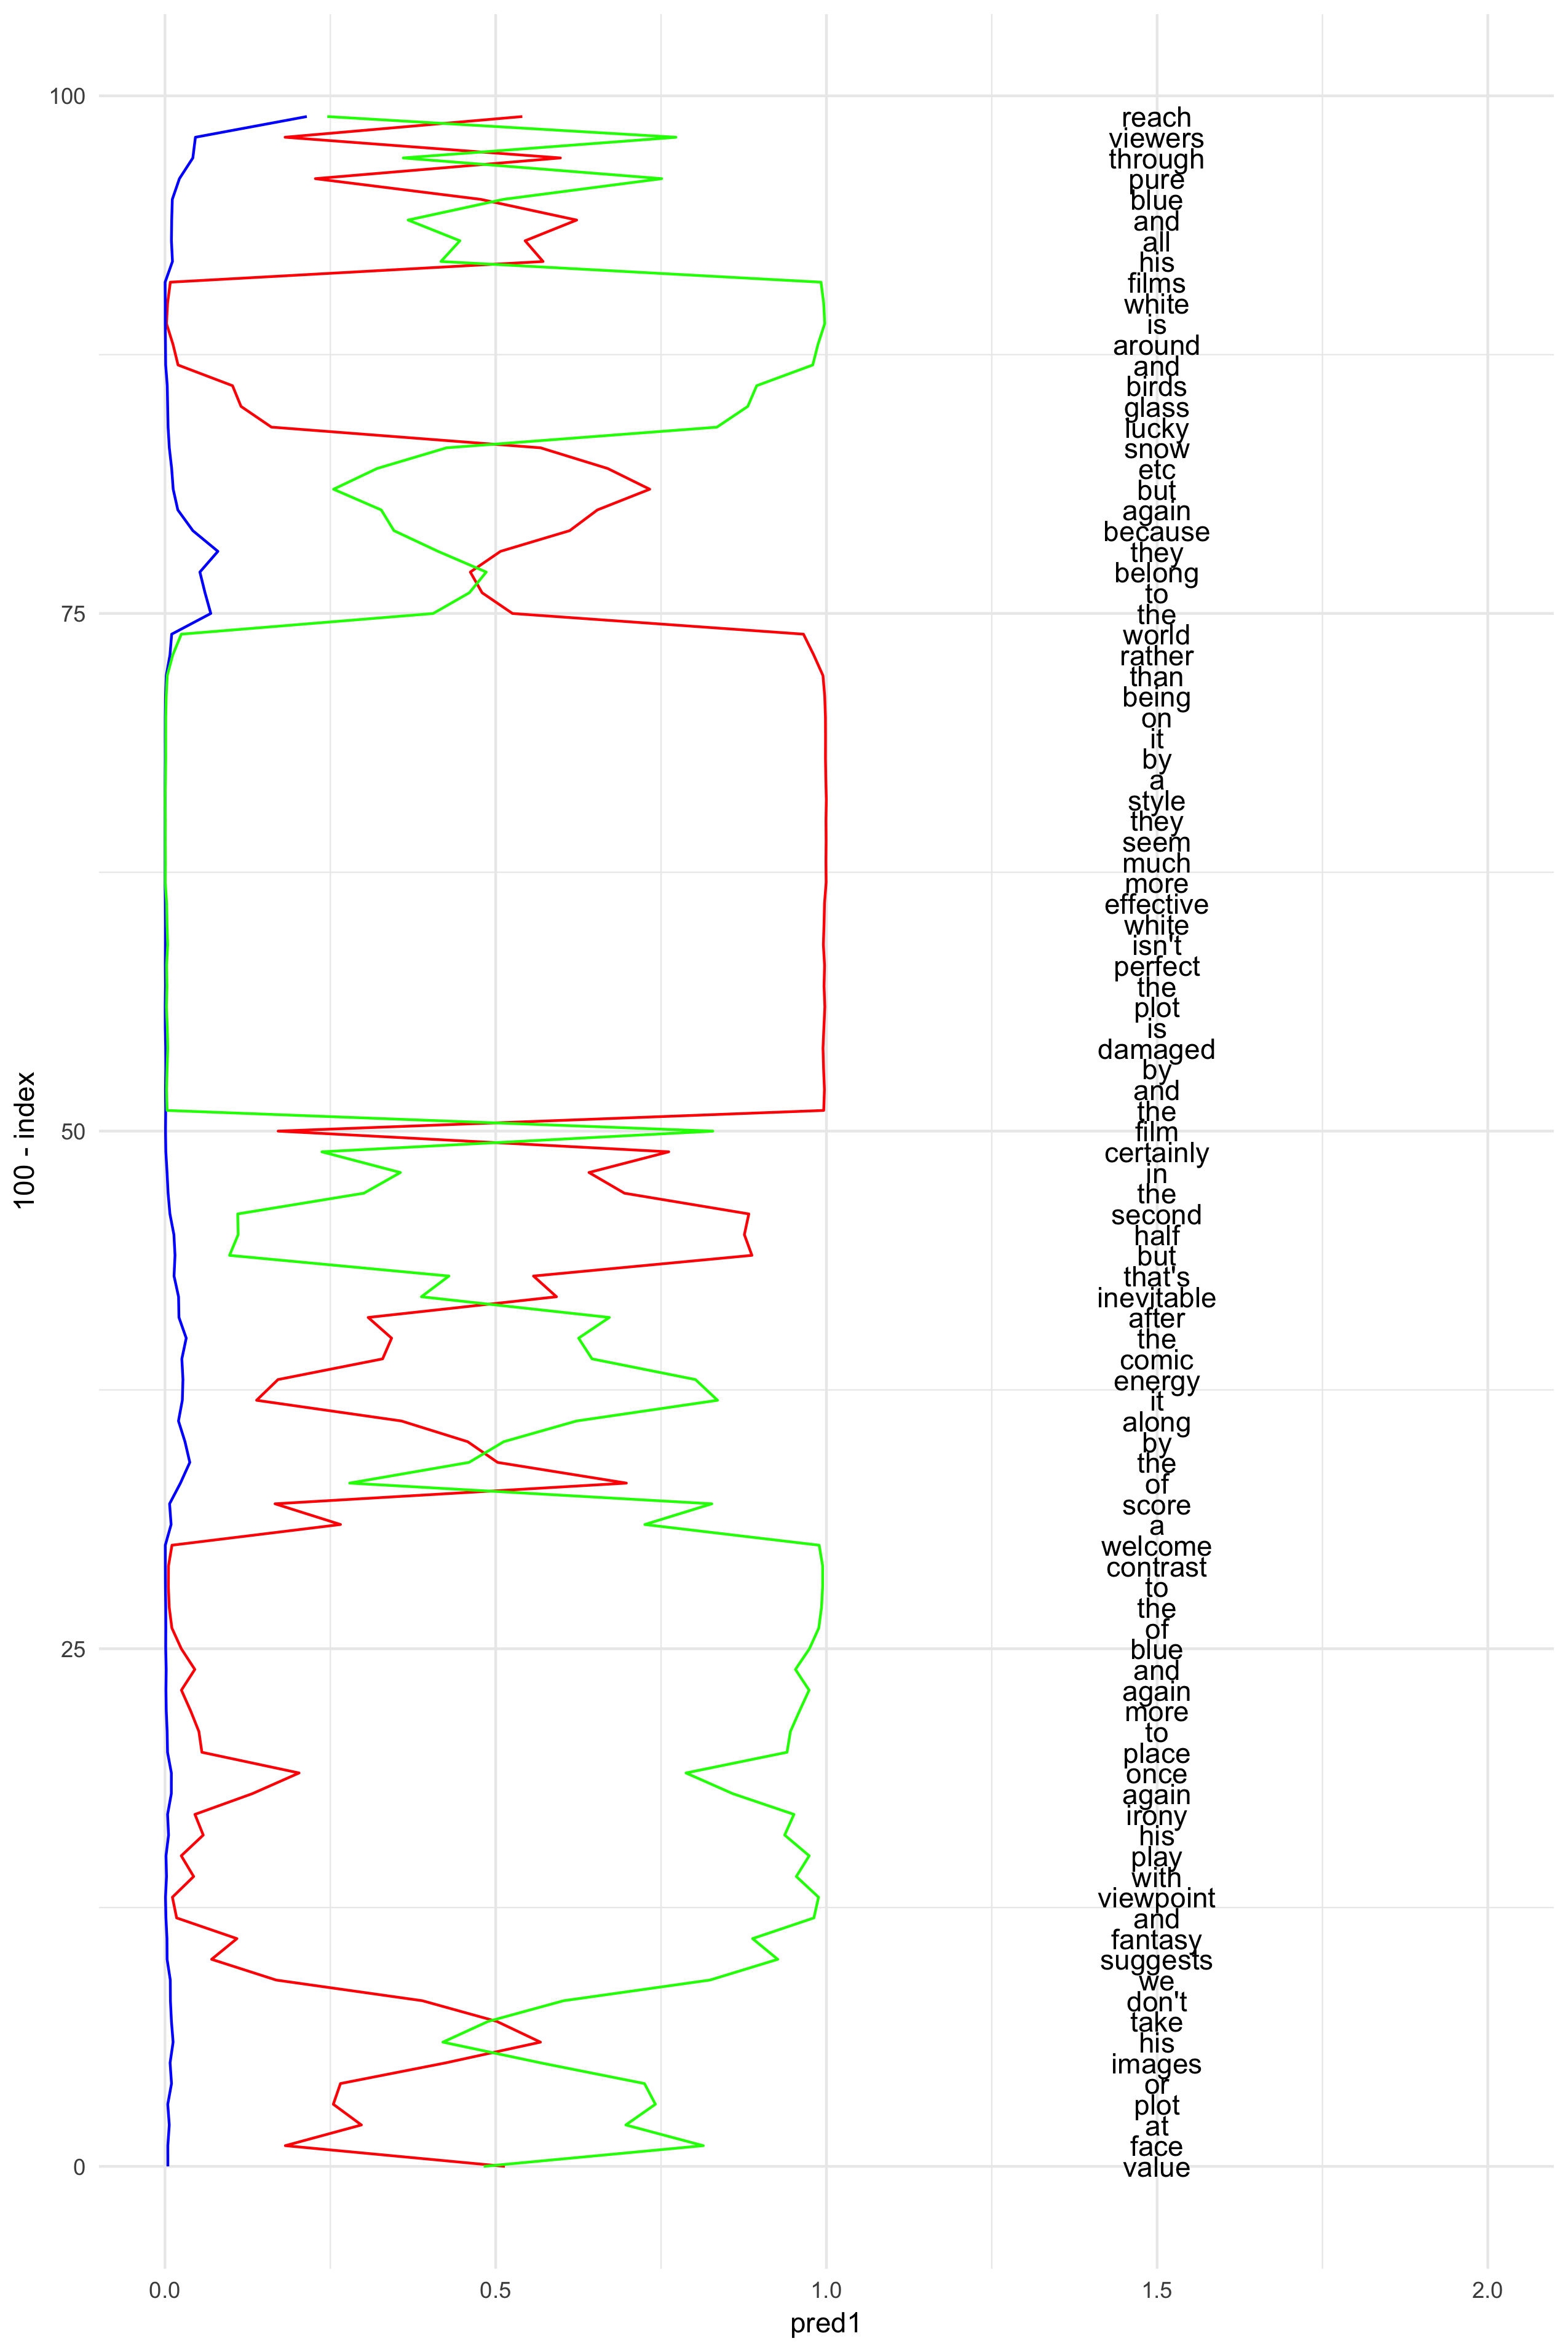 100
75
50
25
0
100 - index
reach
viewers
through
pure
blue
and
all
his
films
white
is
around
and
birds
glass
lucky
snow
etc
but
again
because
they
belong
to
the
world
rather
than
being
on
it
by
a
style
they
seem
much
more
effective
white
isn't
perfect
the
plot
is
damaged
by
and
the
film
certainly
in
the
second
half
but
that's
inevitable
after
the
comic
energy
it
along
by
the
of
score
a
welcome
contrast
to
the
of
blue
and
again
more
to
place
once
again
irony
his
play
with
viewpoint
and
fantasy
suggests
we
don't
take
his
images
or
plot
at
face
value
0.0 0.5 1.0 1.5 2.0
pred1